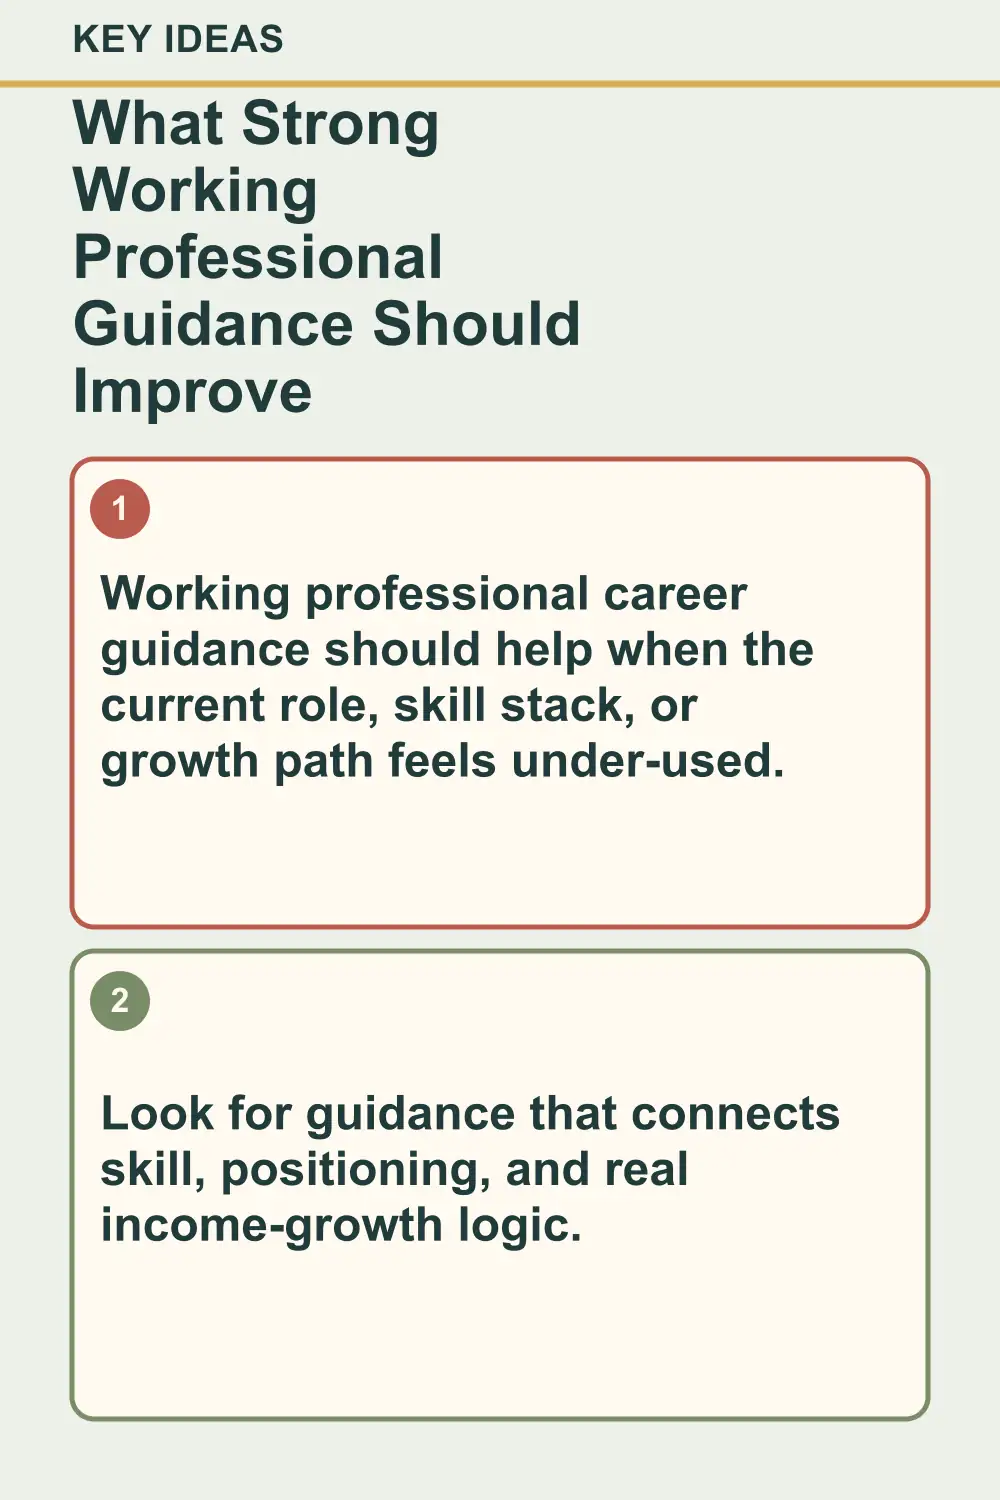 KEY IDEAS
What Strong
Working
Professional
Guidance Should
Improve
1
Working professional career
guidance should help when the
current role, skill stack, or
growth path feels under-used.
2
Look for guidance that connects
skill, positioning, and real
income-growth logic.